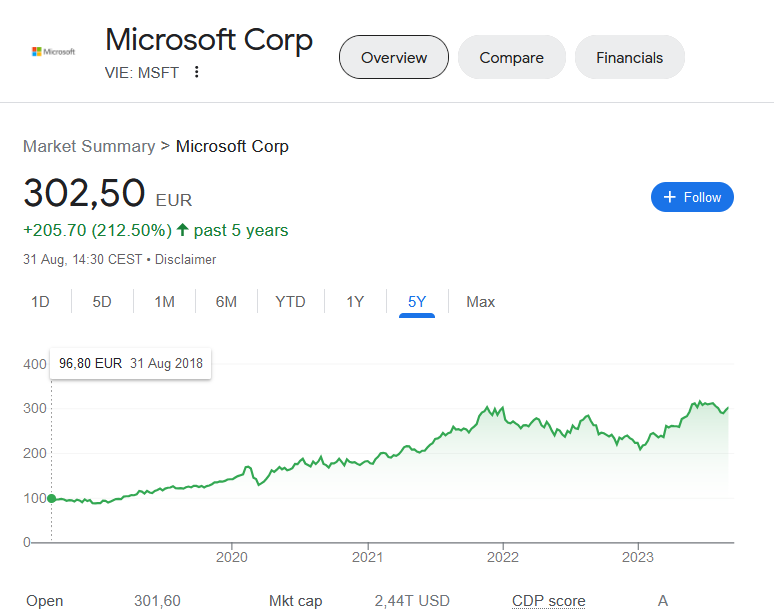 Microsoft
Microsoft Corp
VIE: MSFT
Overview
Compare
Financials
Market Summary > Microsoft Corp
302,50 EUR
+ Follow
+205.70 (212.50%) ↑ past 5 years
31 Aug, 14:30 CEST • Disclaimer
1D 5D 1M 6M YTD 1Y 5Y Max
96,80 EUR 31 Aug 2018
400
300
200
100
0
2020 2021 2022 2023
Open 301,60 Mkt cap 2,44T USD CDP score A